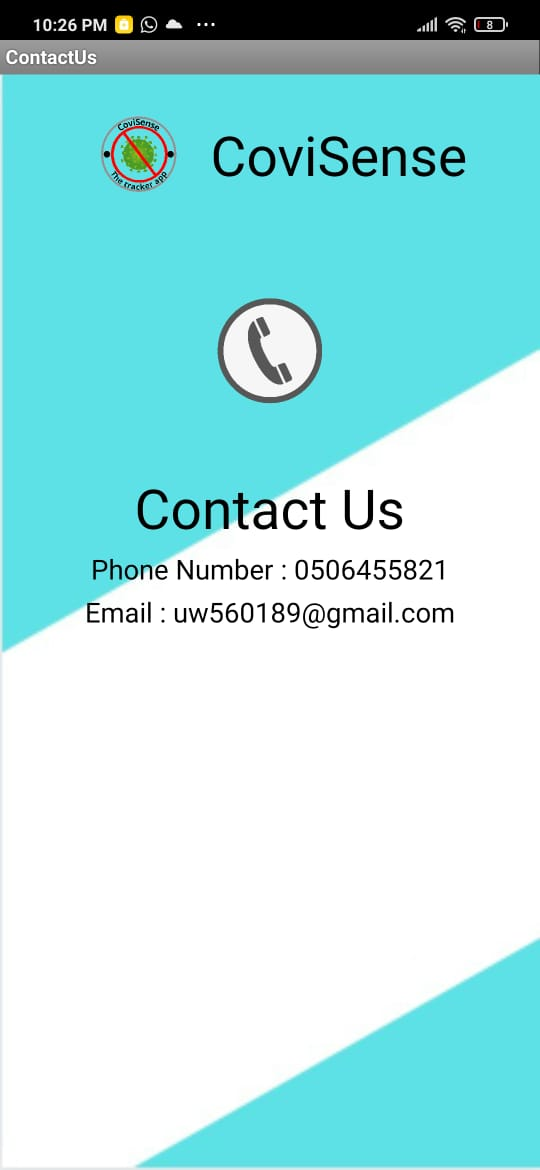 10:26 PM
8
ContactUs
CoviSense
The tracker app
CoviSense
Contact Us
Phone Number : 0506455821
Email : uw560189@gmail.com